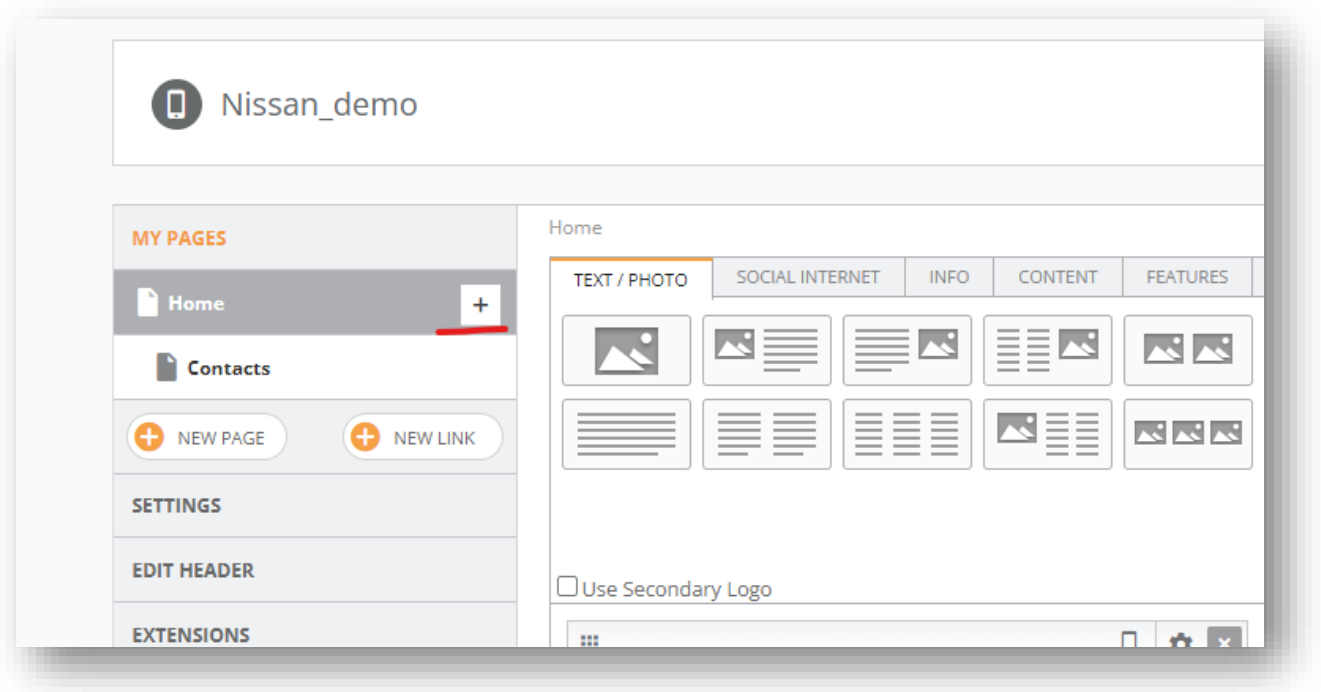 Nissan_demo
MY PAGES
Home
+
Contacts
NEW PAGE
NEW LINK
SETTINGS
EDIT HEADER
EXTENSIONS
Home
TEXT / PHOTO
SOCIAL INTERNET
INFO
CONTENT
FEATURES
Use Secondary Logo